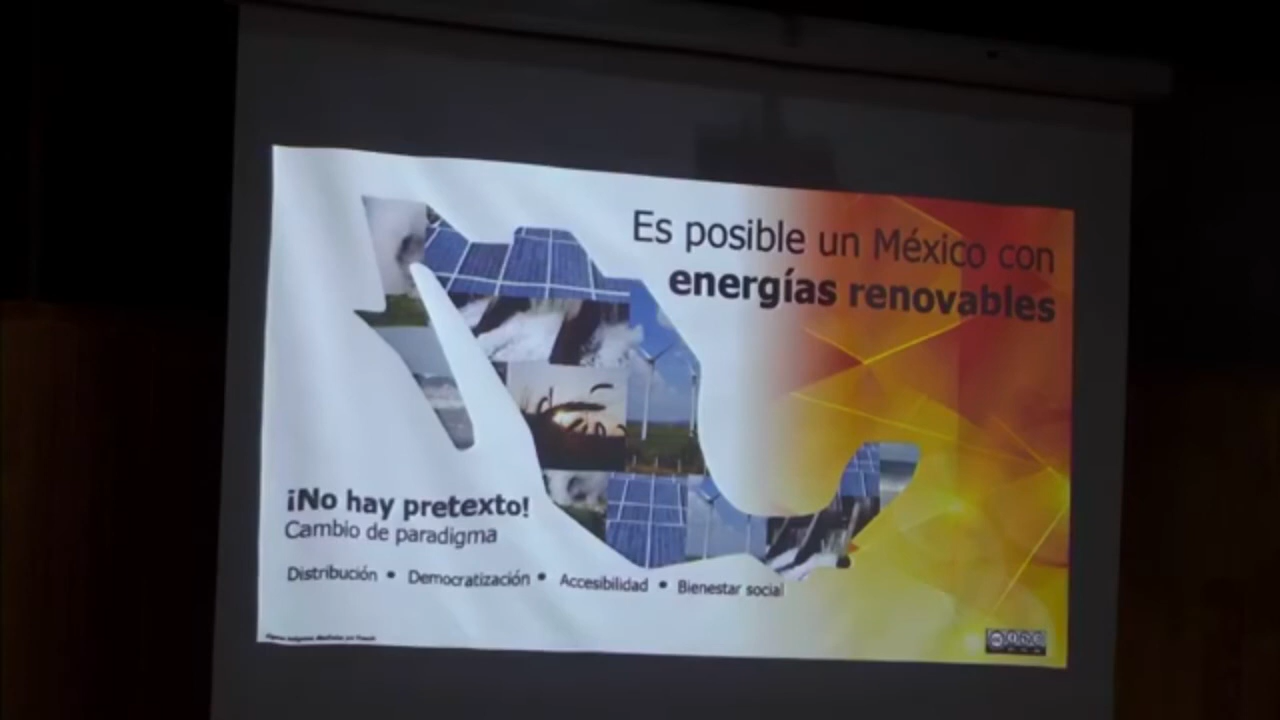 Es posible un México con
energías renovables
¡No hay pretexto!
Cambio de paradigma
Distribución • Democratización • Accesibilidad • Bienestar social